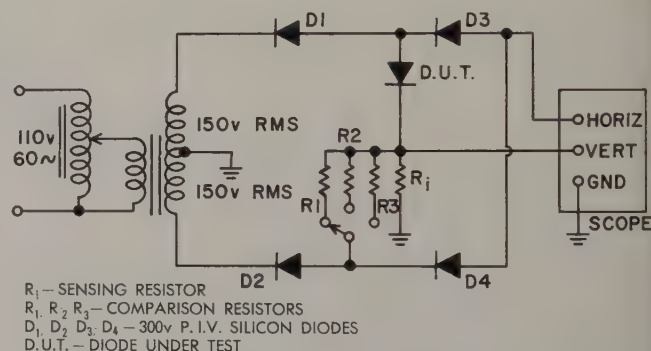 D1
D3
D.U.T.
HORIZ
110v
60~
150v RMS
R2
VERT
150v RMS
R1
R3
Ri
GND
SCOPE
D2
D4
Ri — SENSING RESISTOR
R1, R2 R3 — COMPARISON RESISTORS
D1, D2 D3, D4 — 300v P.I.V. SILICON DIODES
D.U.T. — DIODE UNDER TEST